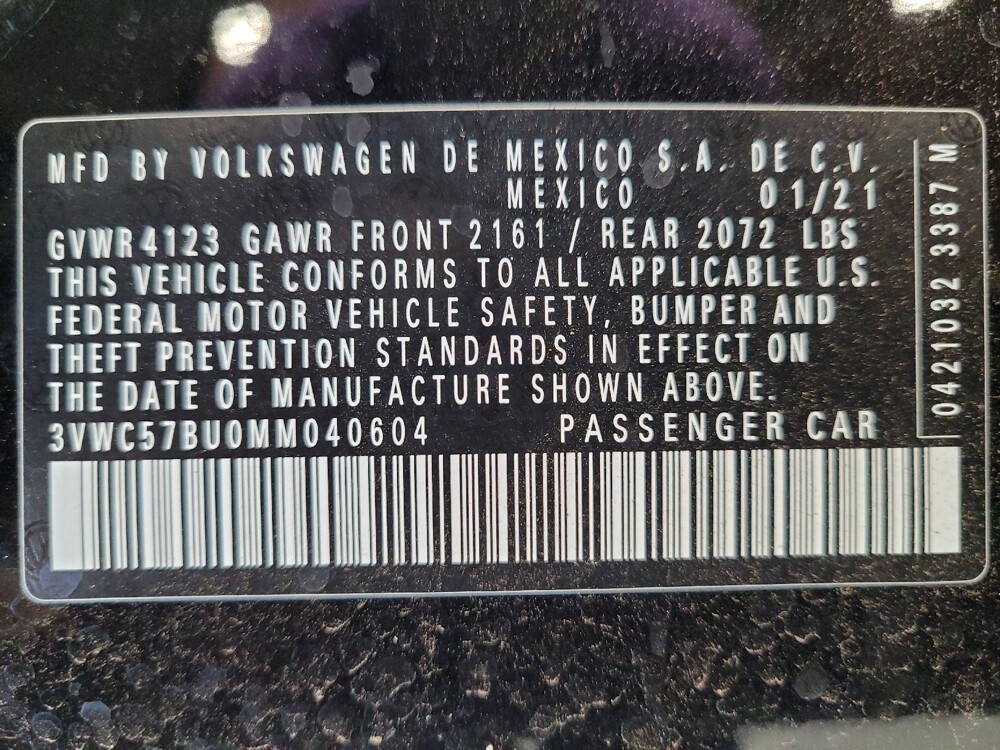 MFD BY VOLKSWAGEN DE MEXICO S.A. DE C.V.
MEXICO 01/21
GVWR 4123 GAWR FRONT 2161 / REAR 2072 LBS
THIS VEHICLE CONFORMS TO ALL APPLICABLE U.S.
FEDERAL MOTOR VEHICLE SAFETY, BUMPER AND
THEFT PREVENTION STANDARDS IN EFFECT ON
THE DATE OF MANUFACTURE SHOWN ABOVE.
3VWC57BU0MM040604 PASSENGER CAR
0421032 3387 M